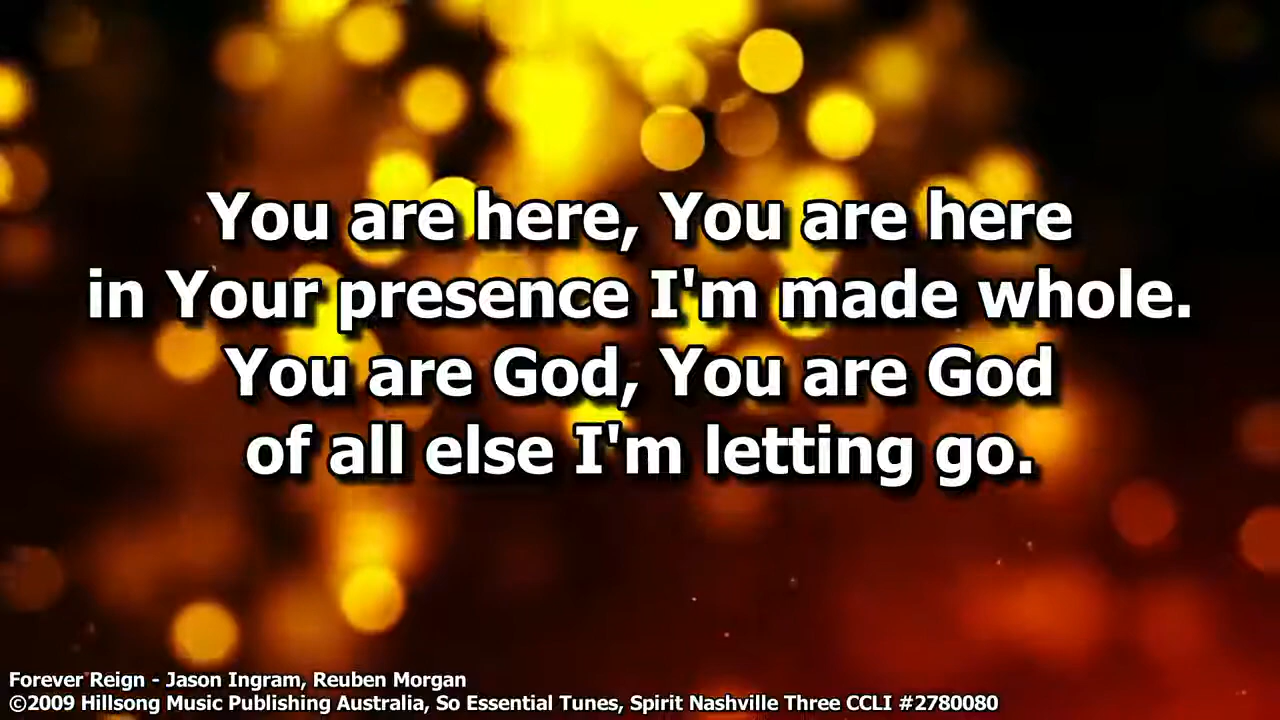 You are here, You are here
in Your presence I'm made whole.
You are God, You are God
of all else I'm letting go.
Forever Reign - Jason Ingram, Reuben Morgan
©2009 Hillsong Music Publishing Australia, So Essential Tunes, Spirit Nashville Three CCLI #2780080